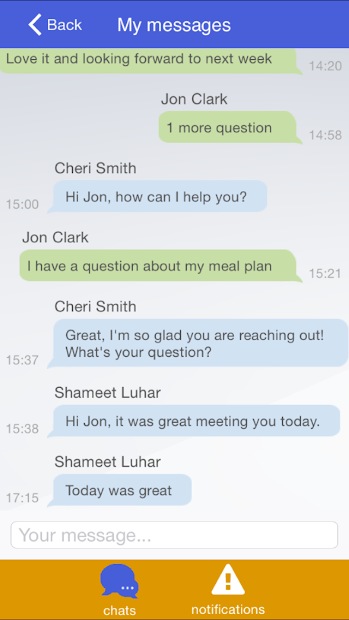 Back
My messages
Love it and looking forward to next week
14:20
Jon Clark
1 more question
14:58
Cheri Smith
Hi Jon, how can I help you?
15:00
Jon Clark
I have a question about my meal plan
15:21
Cheri Smith
Great, I'm so glad you are reaching out!
What's your question?
15:37
Shameet Luhar
Hi Jon, it was great meeting you today.
15:38
Shameet Luhar
Today was great
17:15
Your message...
chats
notifications